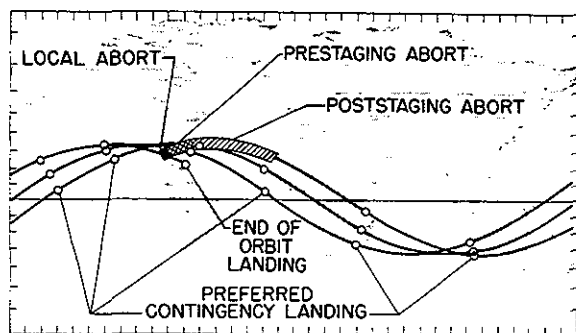 LOCAL ABORT
PRESTAGING ABORT
POSTSTAGING ABORT
END OF
ORBIT
LANDING
PREFERRED
CONTINGENCY LANDING